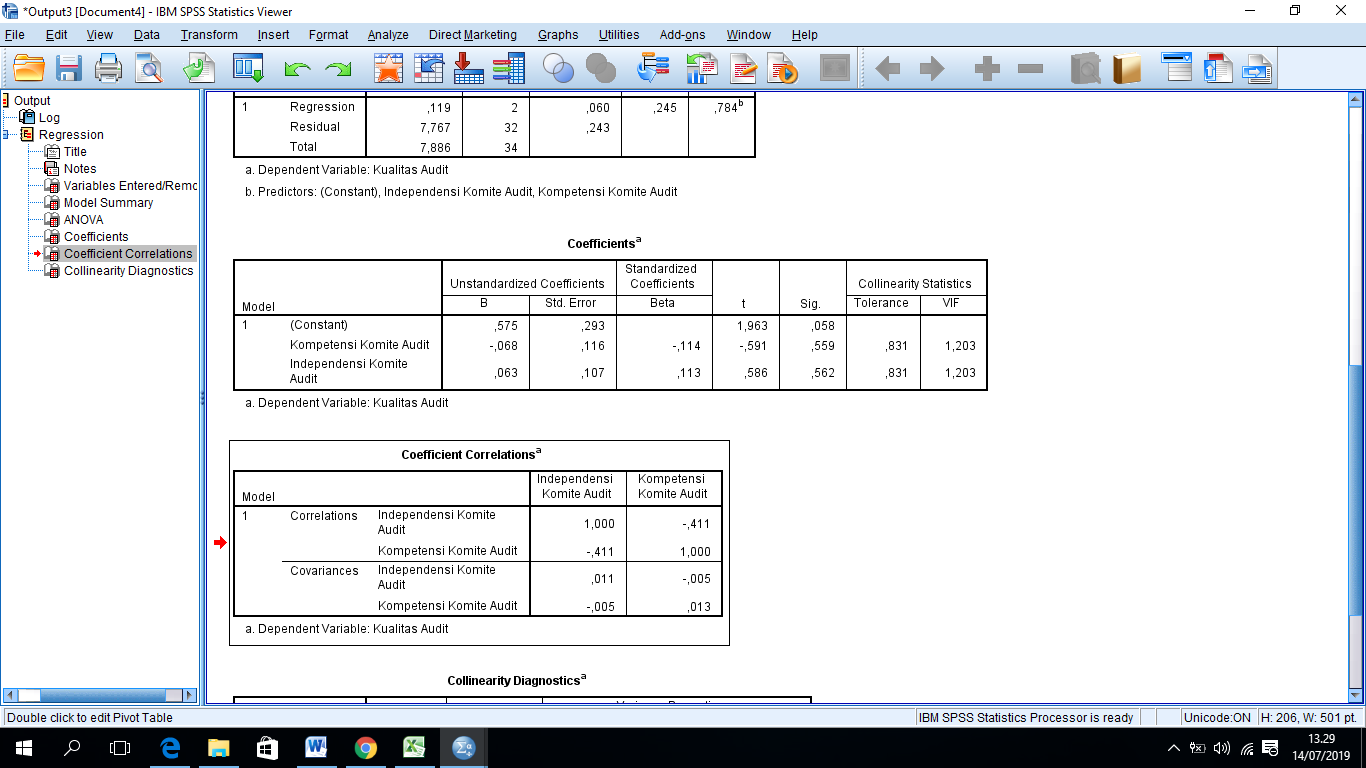 *Output3 [Document4] - IBM SPSS Statistics Viewer
File Edit View Data Transform Insert Format Analyze Direct Marketing Graphs Utilities Add-ons Window Help
Output
Log
Regression
Title
Notes
Variables Entered/Remo
Model Summary
ANOVA
Coefficients
Coefficient Correlations
Collinearity Diagnostics
1 Regression ,119 2 ,060 ,245 ,784b
Residual 7,767 32 ,243
Total 7,886 34
a. Dependent Variable: Kualitas Audit
b. Predictors: (Constant), Independensi Komite Audit, Kompetensi Komite Audit
Coefficientsa
Model Unstandardized Coefficients Standardized Coefficients t Sig. Collinearity Statistics
B Std. Error Beta Tolerance VIF
1 (Constant) ,575 ,293 1,963 ,058
Kompetensi Komite Audit -,068 ,116 -,114 -,591 ,559 ,831 1,203
Independensi Komite
Audit ,063 ,107 ,113 ,586 ,562 ,831 1,203
a. Dependent Variable: Kualitas Audit
Coefficient Correlationsa
Model Independensi Komite Audit Kompetensi Komite Audit
1 Correlations Independensi Komite
Audit 1,000 -,411
Kompetensi Komite Audit -,411 1,000
Covariances Independensi Komite
Audit ,011 -,005
Kompetensi Komite Audit -,005 ,013
a. Dependent Variable: Kualitas Audit
Collinearity Diagnosticsa
Double click to edit Pivot Table
IBM SPSS Statistics Processor is ready
Unicode:ON
H: 206, W: 501 pt.
13.29
14/07/2019